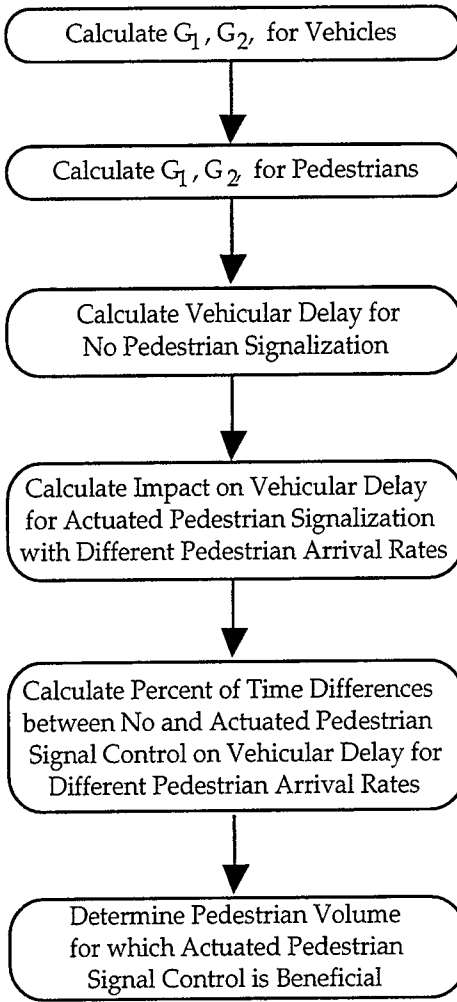 Calculate G1, G2, for Vehicles
Calculate G1, G2, for Pedestrians
Calculate Vehicular Delay for
No Pedestrian Signalization
Calculate Impact on Vehicular Delay
for Actuated Pedestrian Signalization
with Different Pedestrian Arrival Rates
Calculate Percent of Time Differences
between No and Actuated Pedestrian
Signal Control on Vehicular Delay for
Different Pedestrian Arrival Rates
Determine Pedestrian Volume
for which Actuated Pedestrian
Signal Control is Beneficial